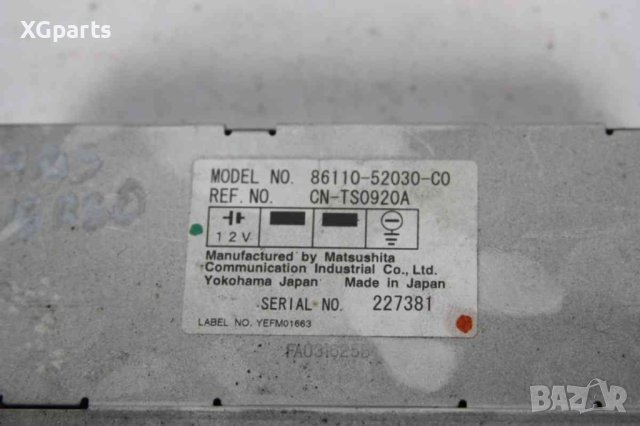 XGparts
MODEL NO. 86110-52030-C0
REF. NO. CN-TS0920A
12V
Manufactured by Matsushita
Communication Industrial Co., Ltd.
Yokohama Japan Made in Japan
SERIAL NO. 227381
LABEL NO. YEFM01663
FA031625B
BAZAR